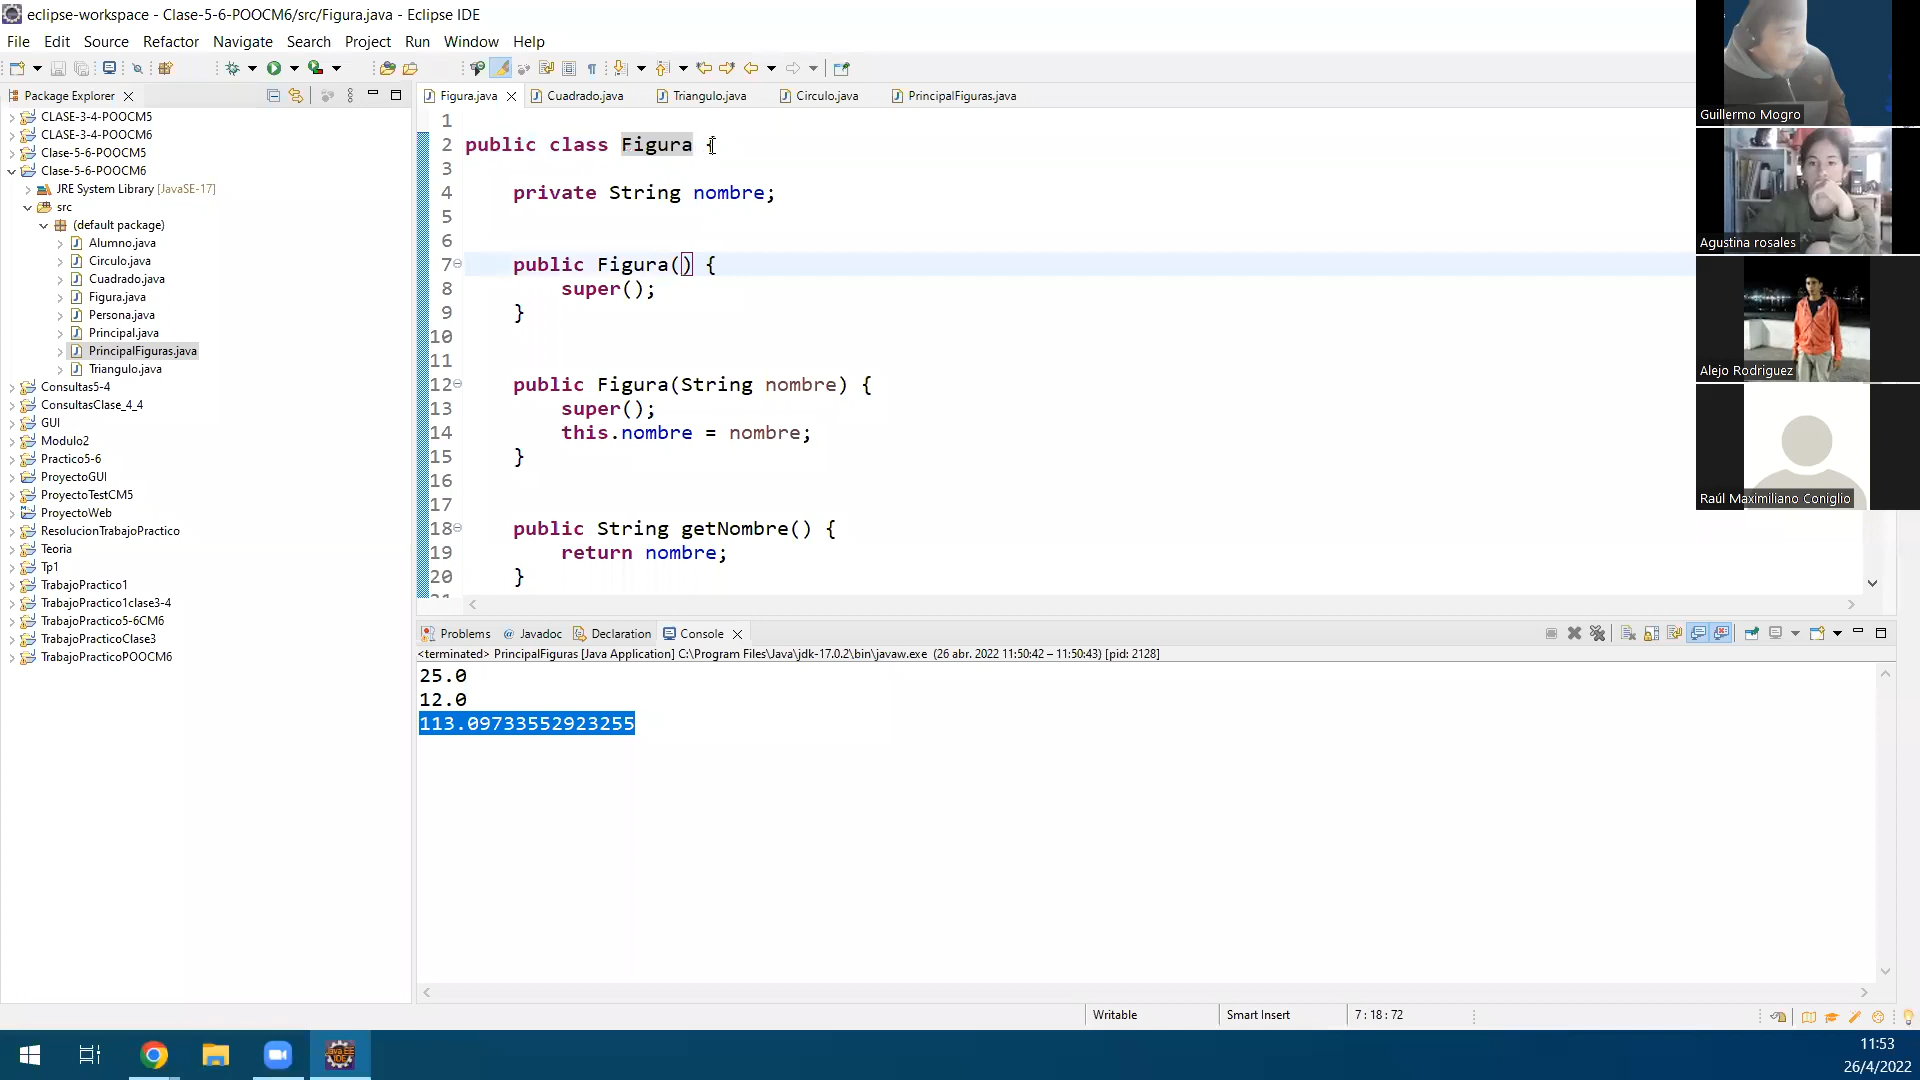 eclipse-workspace - Clase-5-6-POOCM6/src/Figura.java - Eclipse IDE
File Edit Source Refactor Navigate Search Project Run Window Help
Package Explorer
CLASE-3-4-POOCM5
CLASE-3-4-POOCM6
Clase-5-6-POOCM5
Clase-5-6-POOCM6
JRE System Library [JavaSE-17]
src
(default package)
Alumno.java
Circulo.java
Cuadrado.java
Figura.java
Persona.java
Principal.java
PrincipalFiguras.java
Triangulo.java
Consultas5-4
ConsultasClase_4_4
GUI
Modulo2
Practico5-6
ProyectoGUI
ProyectoTestCM5
ProyectoWeb
ResolucionTrabajoPractico
Teoria
Tp1
TrabajoPractico1
TrabajoPractico1clase3-4
TrabajoPractico5-6CM6
TrabajoPracticoClase3
TrabajoPracticoPOOCM6
Figura.java Cuadrado.java Triangulo.java Circulo.java PrincipalFiguras.java
1
2 public class Figura {
3
4 private String nombre;
5
6
7 public Figura() {
8 super();
9 }
10
11
12 public Figura(String nombre) {
13 super();
14 this.nombre = nombre;
15 }
16
17
18 public String getNombre() {
19 return nombre;
20 }
Problems Javadoc Declaration Console
<terminated> PrincipalFiguras [Java Application] C:\Program Files\Java\jdk-17.0.2\bin\javaw.exe (26 abr. 2022 11:50:42 – 11:50:43) [pid: 2128]
25.0
12.0
113.09733552923255
Writable Smart Insert 7 : 18 : 72
Guillermo Mogro
Agustina rosales
Alejo Rodriguez
Raúl Maximiliano Coniglio
Java EE
IDE
11:53
26/4/2022